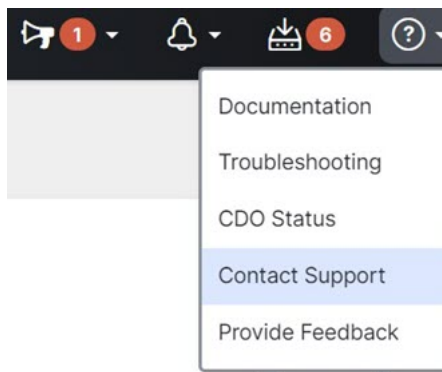 1
6
Documentation
Troubleshooting
CDO Status
Contact Support
Provide Feedback